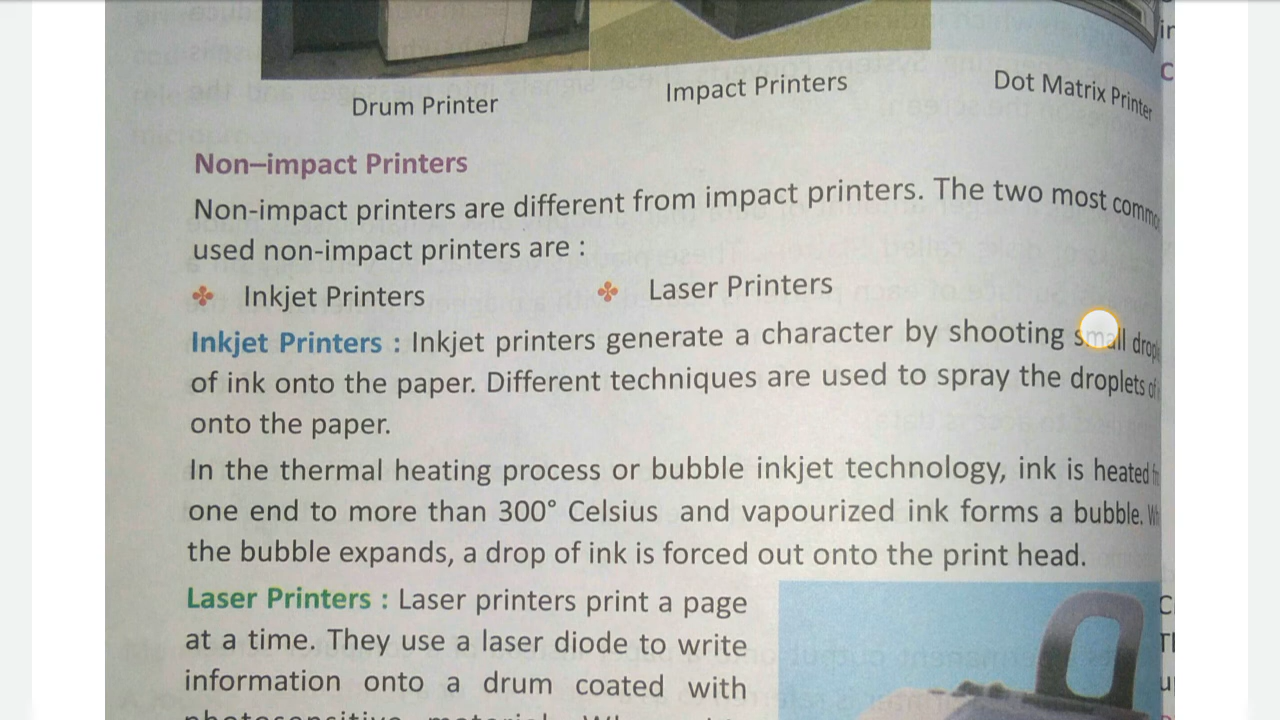 Drum Printer
Impact Printers
Dot Matrix Printer
Non–impact Printers
Non-impact printers are different from impact printers. The two most
used non-impact printers are :
Inkjet Printers
Laser Printers
Inkjet Printers : Inkjet printers generate a character by shooting small
of ink onto the paper. Different techniques are used to spray the droplets of
onto the paper.
In the thermal heating process or bubble inkjet technology, ink is heated
one end to more than 300° Celsius and vapourized ink forms a bubble.
the bubble expands, a drop of ink is forced out onto the print head.
Laser Printers : Laser printers print a page
at a time. They use a laser diode to write
information onto a drum coated with